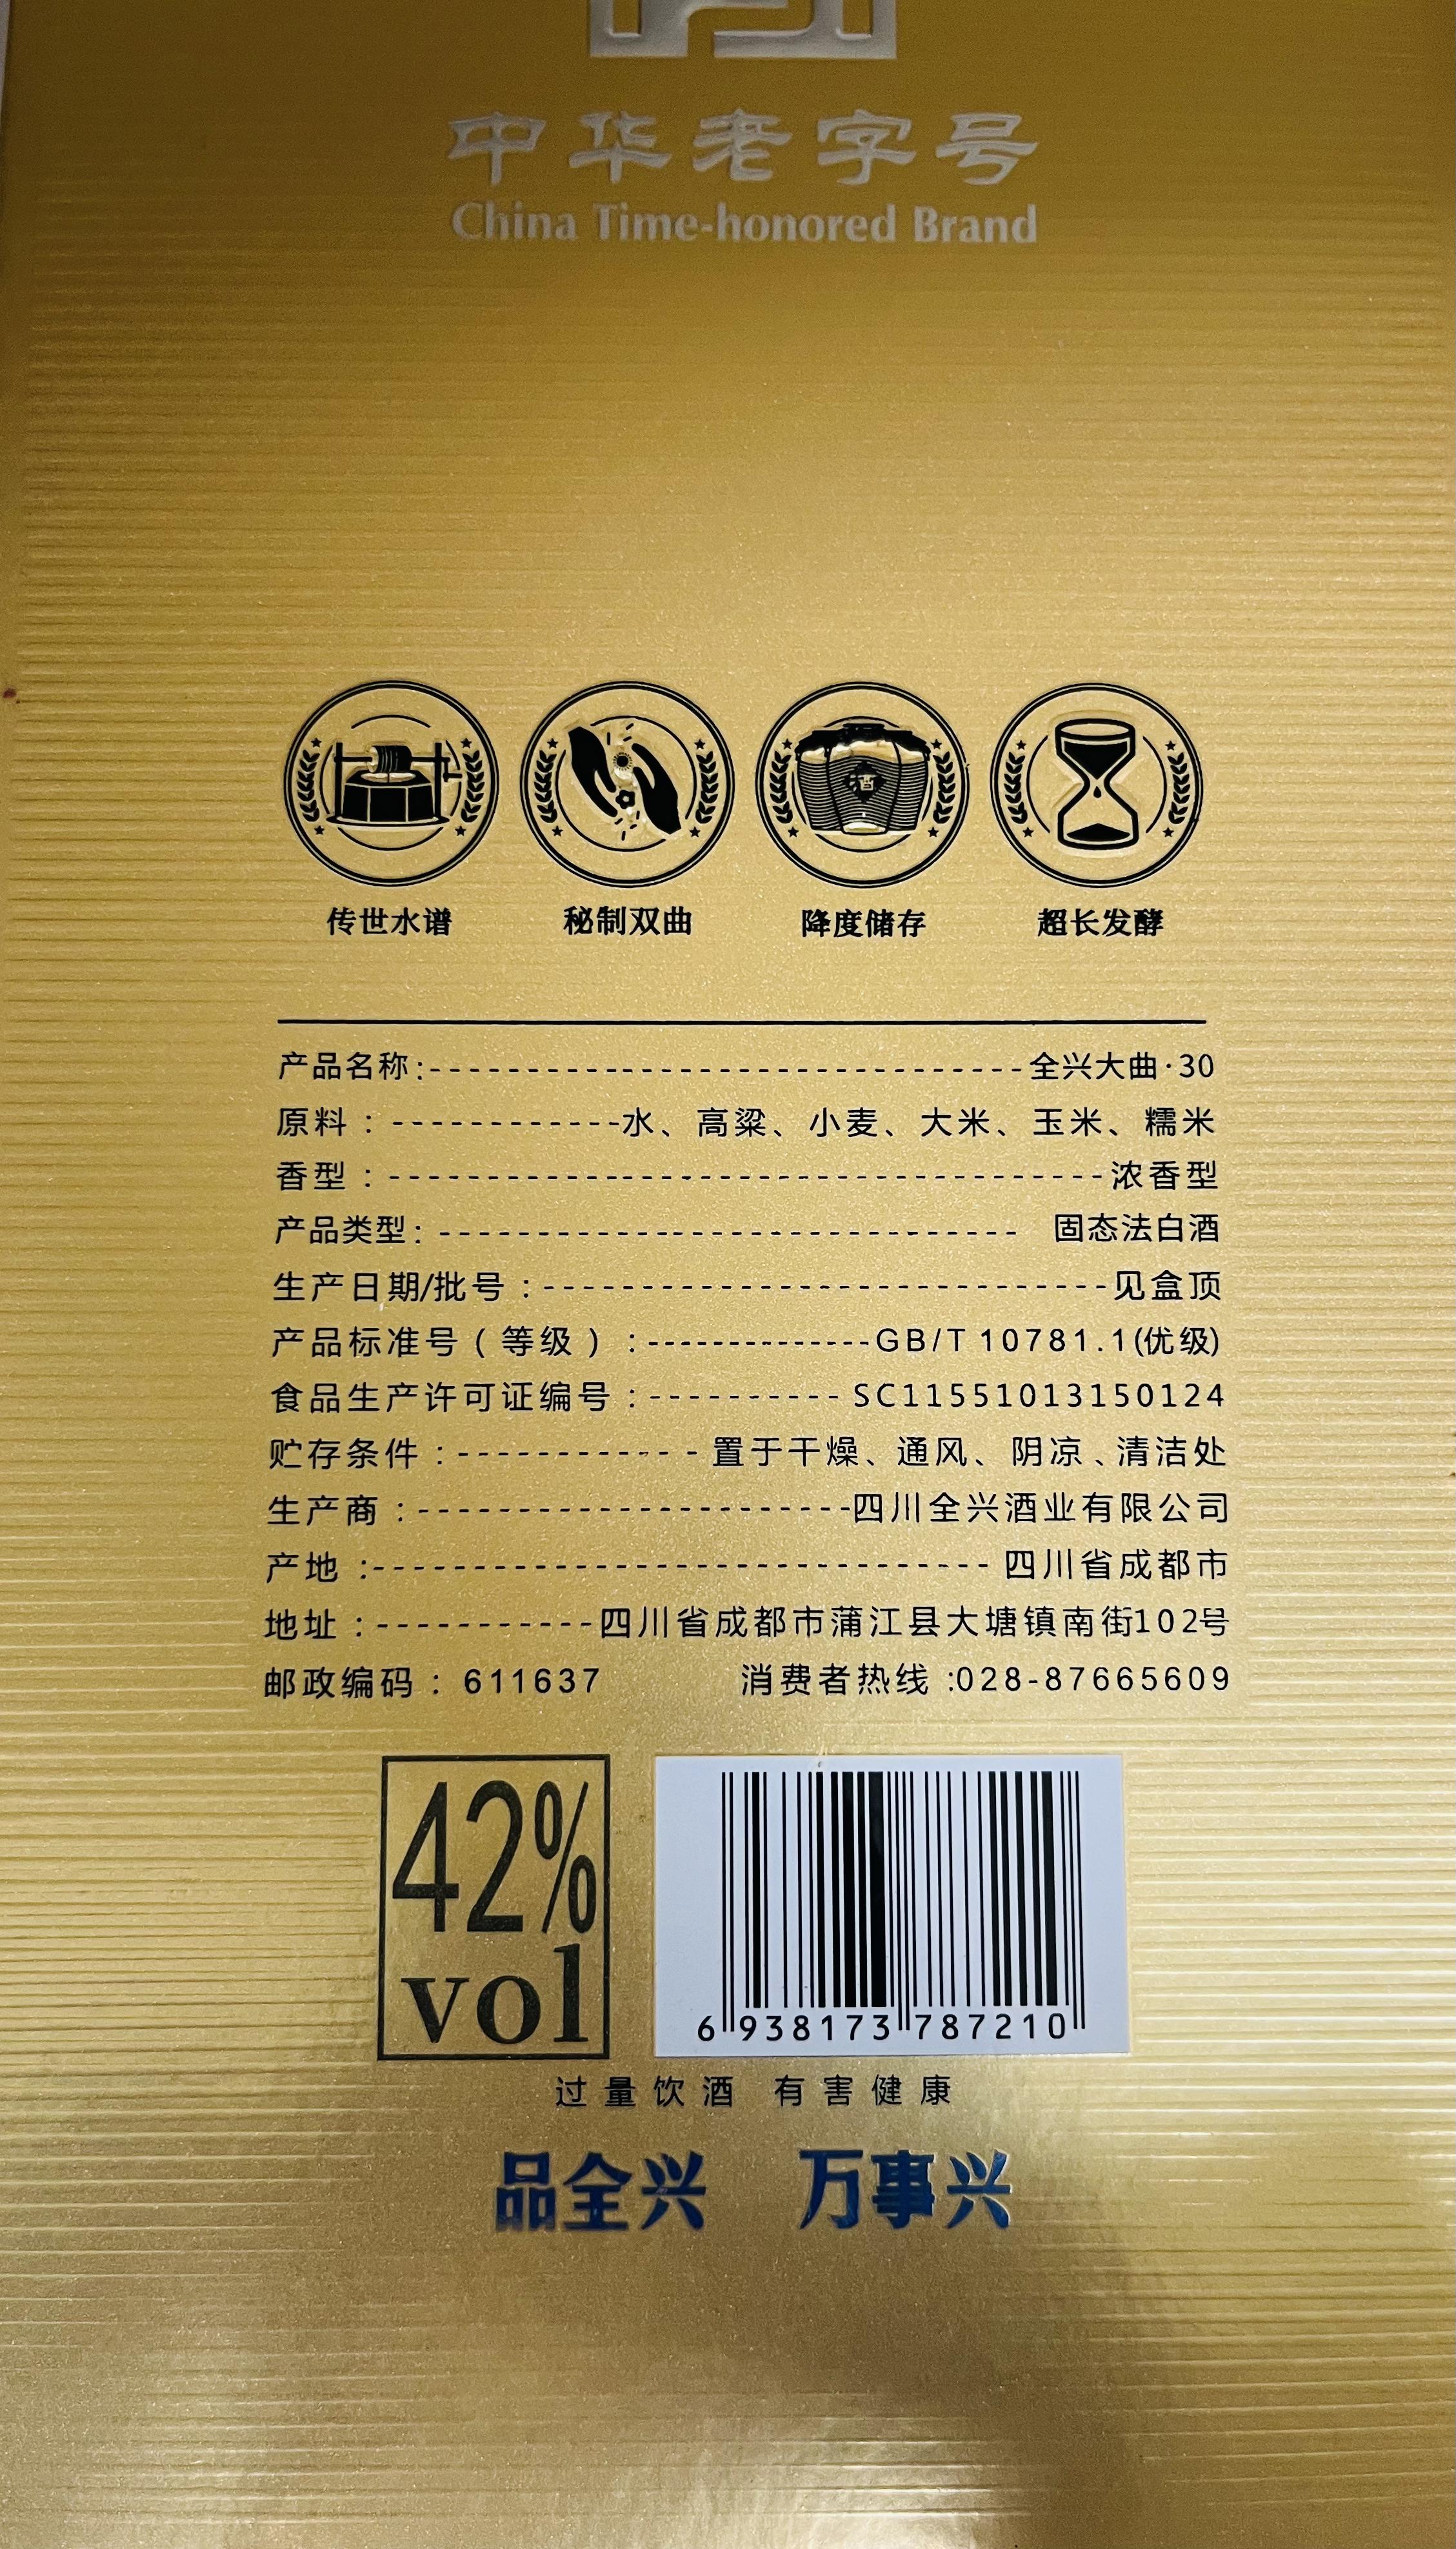 中华老字号
China Time-honored Brand
传世水谱 秘制双曲 降度储存 超长发酵
产品名称:------------------------------全兴大曲·30
原料：------------水、高粱、小麦、大米、玉米、糯米
香型：------------------------------------浓香型
产品类型:----------------------------- 固态法白酒
生产日期/批号：-----------------------------见盒顶
产品标准号（等级）：--------------GB/T 10781.1(优级)
食品生产许可证编号：----------SC11551013150124
贮存条件：-------------置于干燥、通风、阴凉、清洁处
生产商：----------------------四川全兴酒业有限公司
产地：-------------------------------四川省成都市
地址：-----------四川省成都市蒲江县大塘镇南街102号
邮政编码：611637 消费者热线:028-87665609
42%
vol
6 938173 787210
过量饮酒 有害健康
品全兴 万事兴